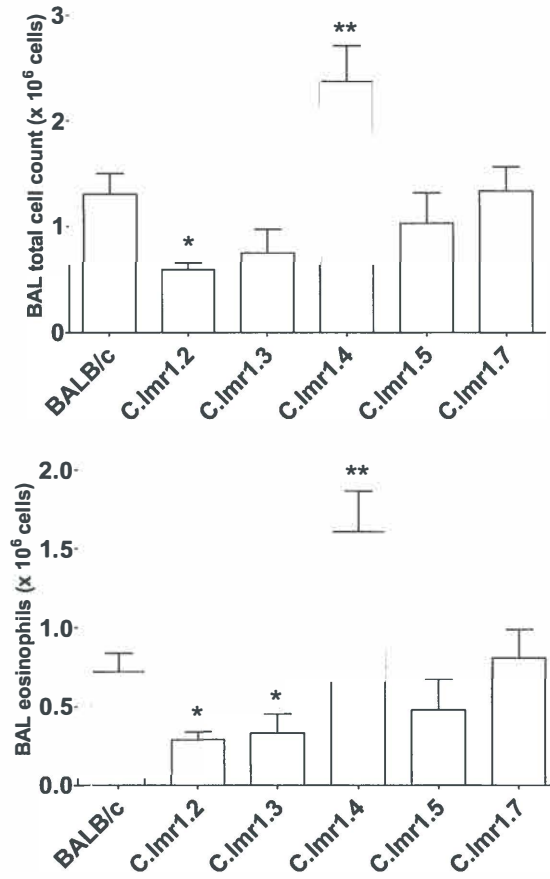 BAL total cell count (x 10⁶ cells)
3
2
1
0
**
*
BALB/c
C.lmr1.2
C.lmr1.3
C.lmr1.4
C.lmr1.5
C.lmr1.7
BAL eosinophils (x 10⁶ cells)
2.0
1.5
1.0
0.5
0.0
**
*
*
BALB/c
C.lmr1.2
C.lmr1.3
C.lmr1.4
C.lmr1.5
C.lmr1.7